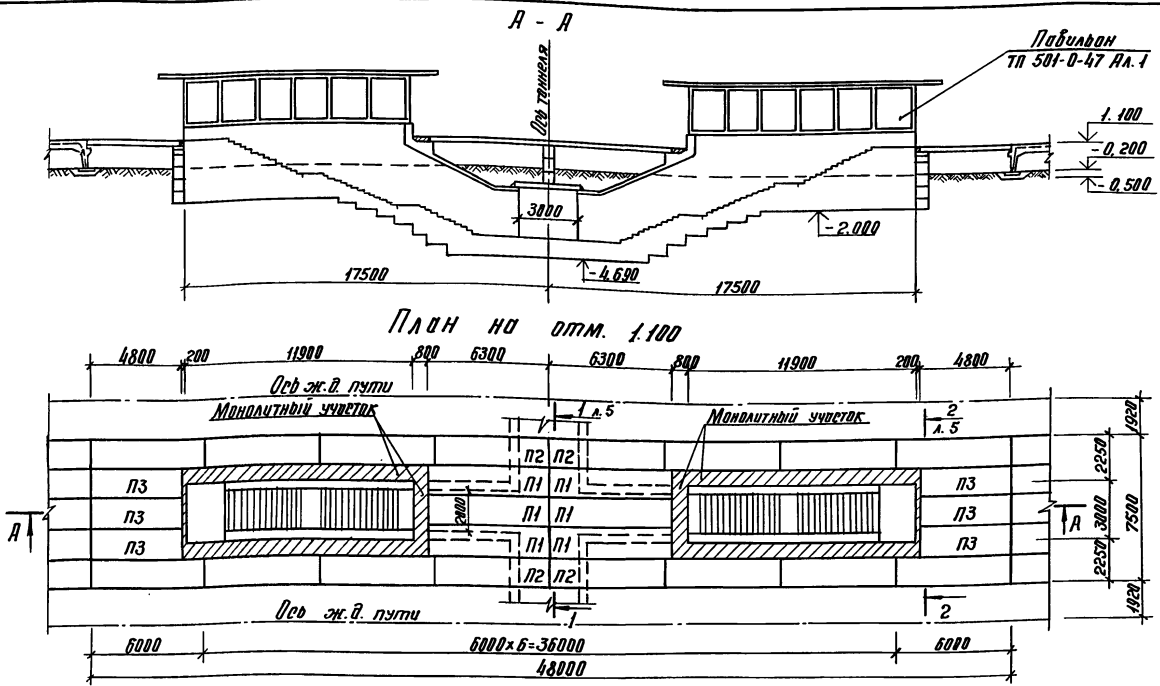 А - А
Ось тоннеля
Павильон
ТП 501-0-47 Ал.1
1.100
-0,200
-0,500
3000
-2.000
-4.690
17500
17500
План на отм. 1.100
4800 200 11900 800 6300 6300 800 11900 200 4800
Ось ж.д. пути
Монолитный участок
1 л.5
Монолитный участок
2 л.5
1920
П2 П2
2250
П3 П1 П1 П3
А П3 2000 П1 П1 П3 А
3000 7500
П3 П1 П1 П3
П2 П2
2250
1 2
1920
Ось ж.д. пути
6000 6000х6=36000 6000
48000